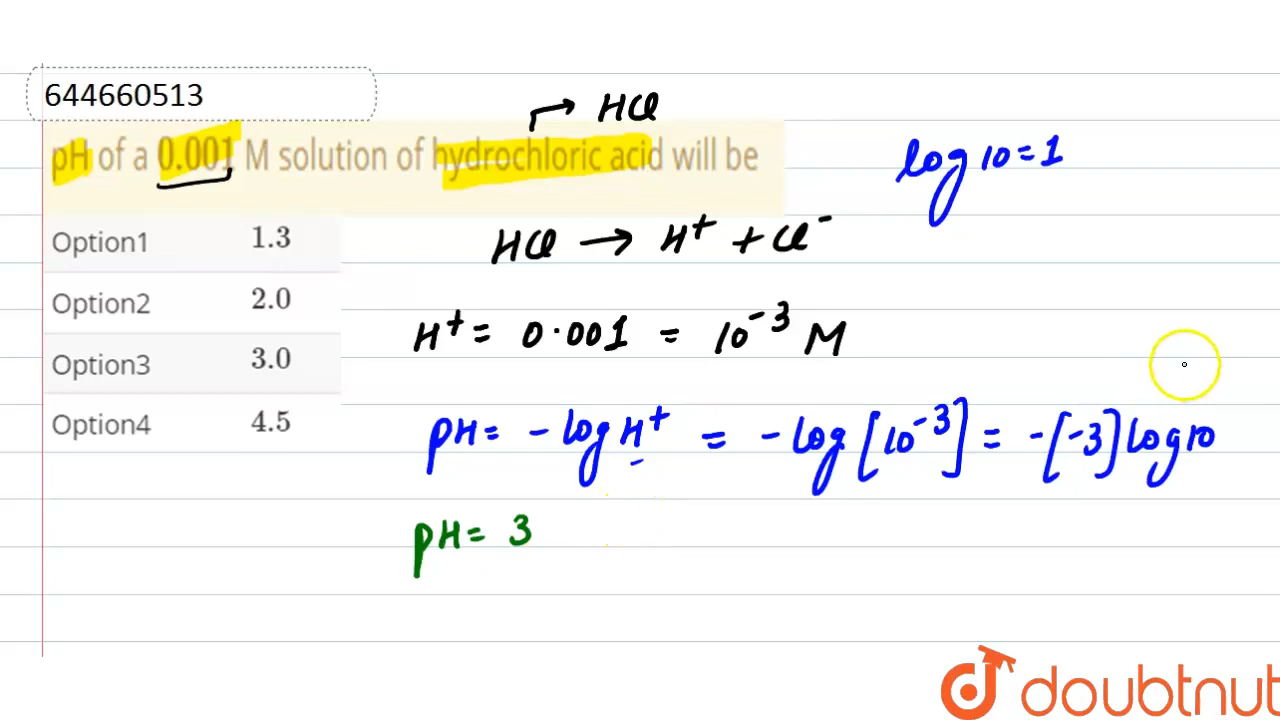 644660513
HCl
pH of a 0.001 M solution of hydrochloric acid will be
log 10 = 1
Option1 1.3
HCl → H⁺ + Cl⁻
Option2 2.0
H⁺ = 0.001 = 10⁻³ M
Option3 3.0
Option4 4.5
pH = - log H⁺ = - log [10⁻³] = - [-3] log 10
pH = 3
doubtnut